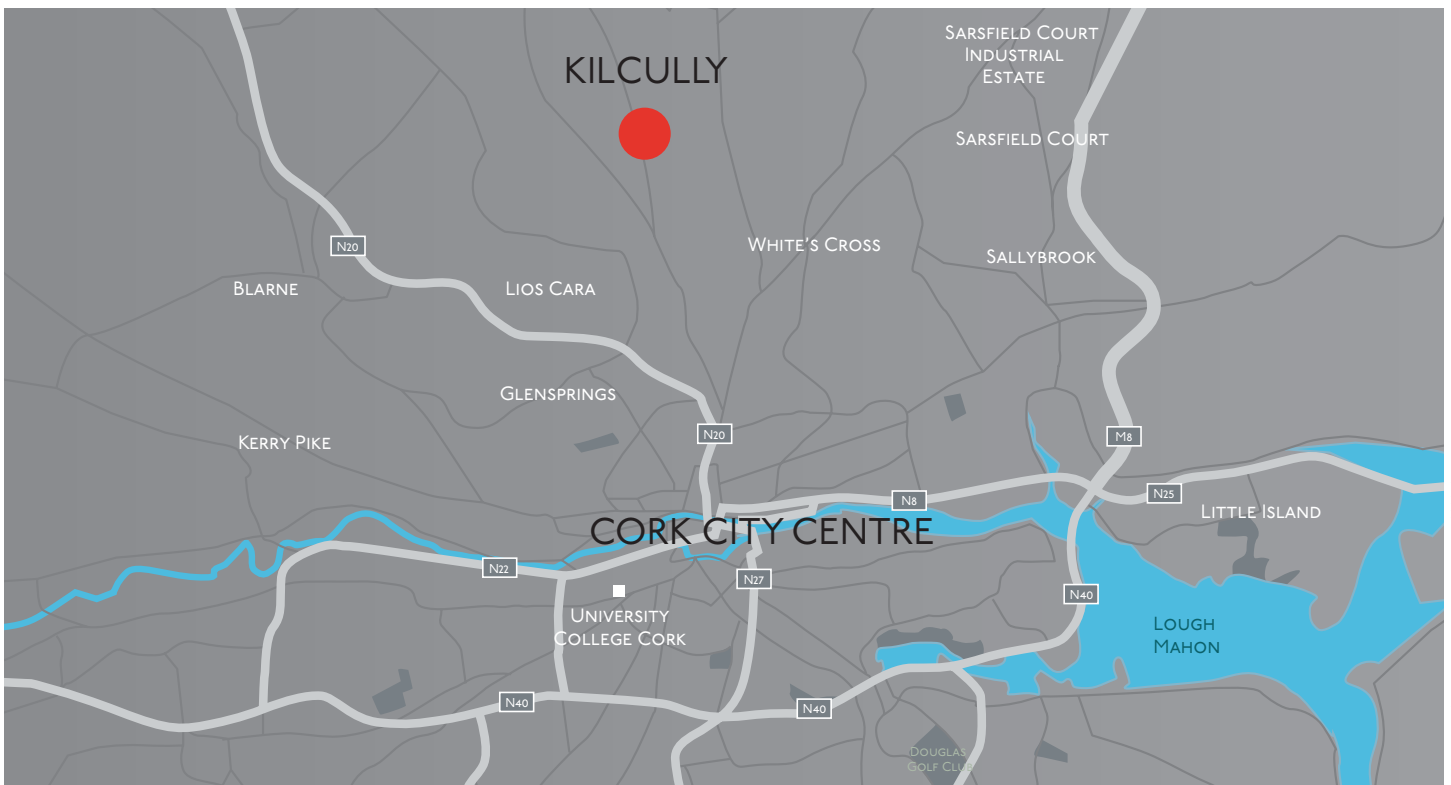 Sarsfield Court
Industrial
Estate
KILCULLY
Sarsfield Court
N20
White's Cross
Sallybrook
Blarne
Lios Cara
Glensprings
N20
M8
Kerry Pike
N8
N25
Little Island
CORK CITY CENTRE
N22
N27
N40
University
College Cork
Lough
Mahon
N40
N40
Douglas
Golf Club